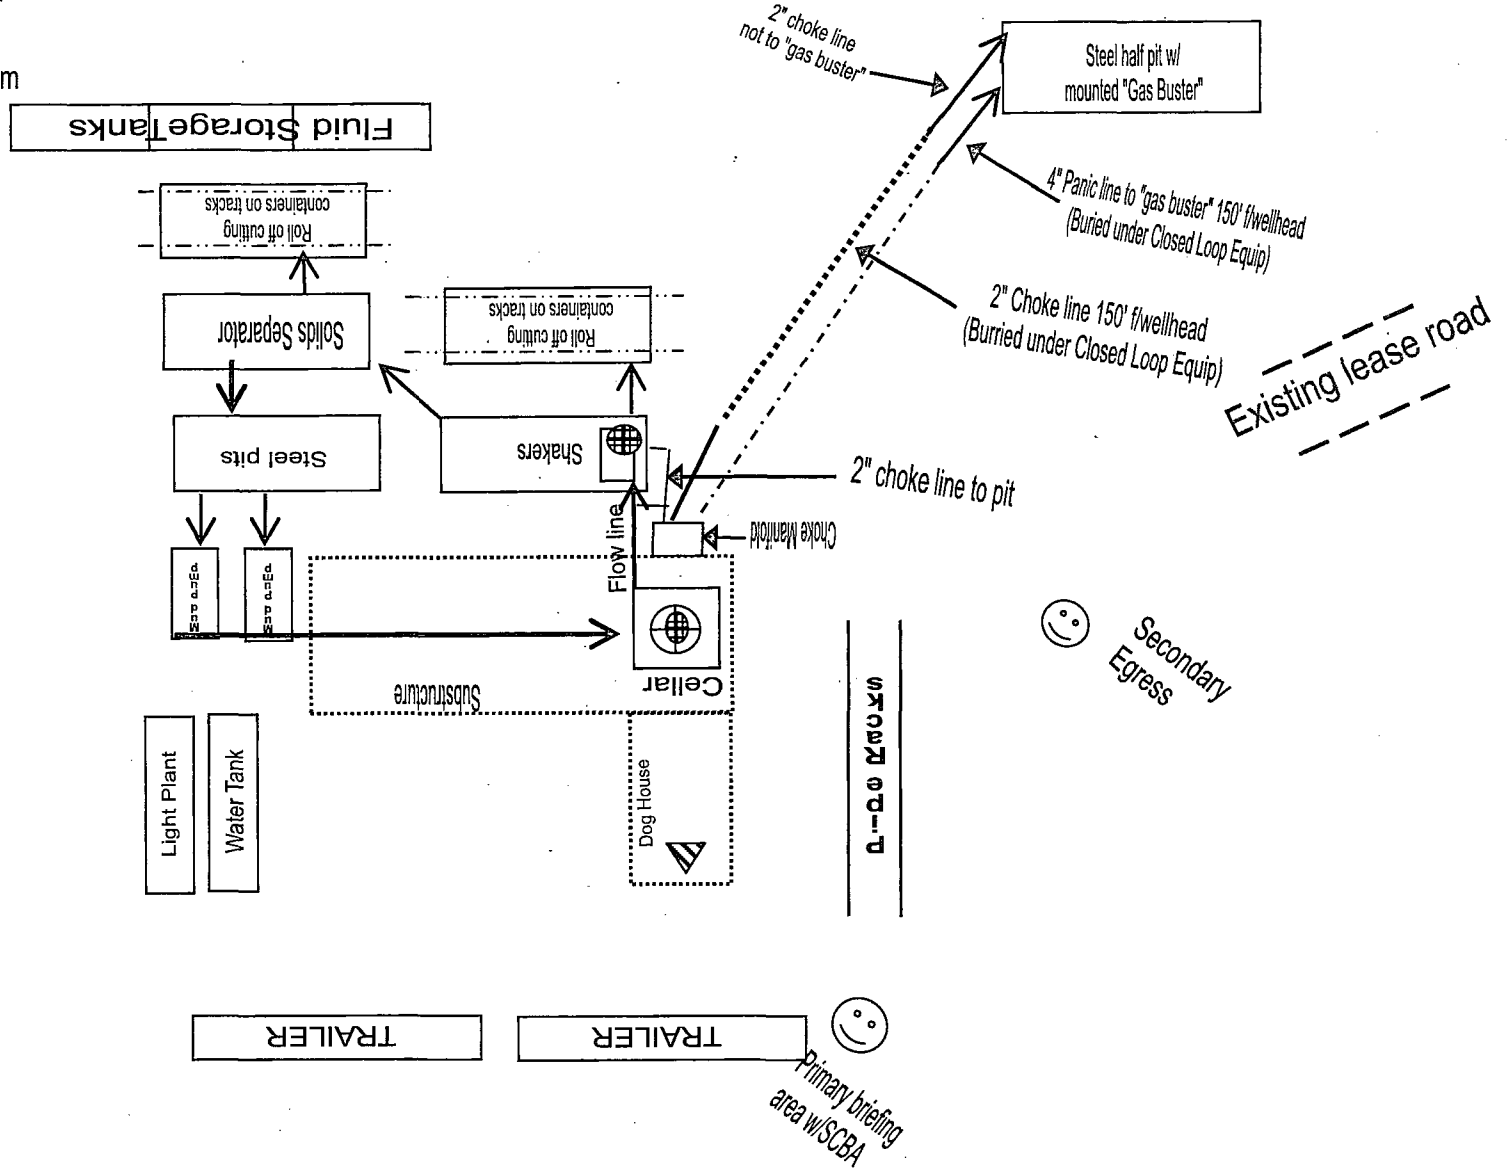 m
2" choke line
not to "gas buster"
Steel half pit w/
mounted "Gas Buster"
Fluid StorageTanks
4" Panic line to "gas buster" 150' f/wellhead
(Buried under Closed Loop Equip)
Roll off cutting
containers on tracks
2" Choke line 150' f/wellhead
(Burried under Closed Loop Equip)
Existing lease road
Solids Separator
Roll off cutting
containers on tracks
Steel pits
Shakers
2" choke line to pit
Flow line
Choke Manifold
Mud pump
Mud pump
Cellar
Substructure
Secondary
Egress
Pipe Racks
Light Plant
Water Tank
Dog House
TRAILER
TRAILER
Primary briefing
area w/SCBA